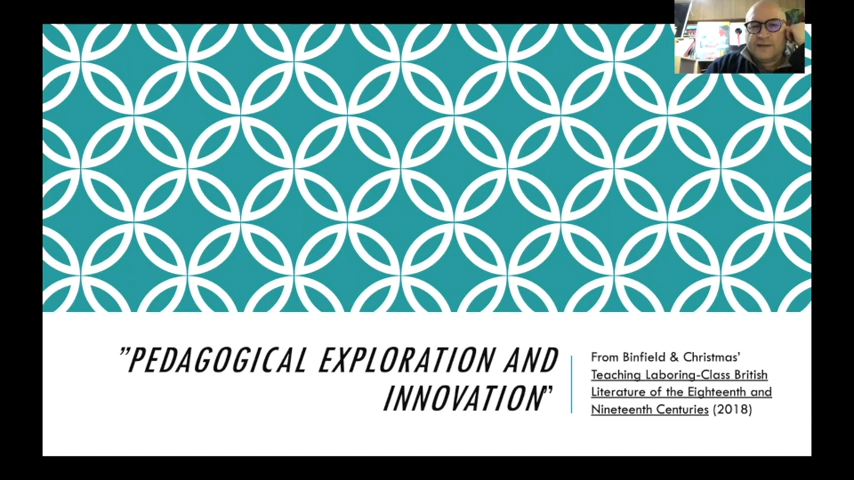 ”PEDAGOGICAL EXPLORATION AND
INNOVATION”
From Binfield & Christmas’
Teaching Laboring-Class British
Literature of the Eighteenth and
Nineteenth Centuries (2018)